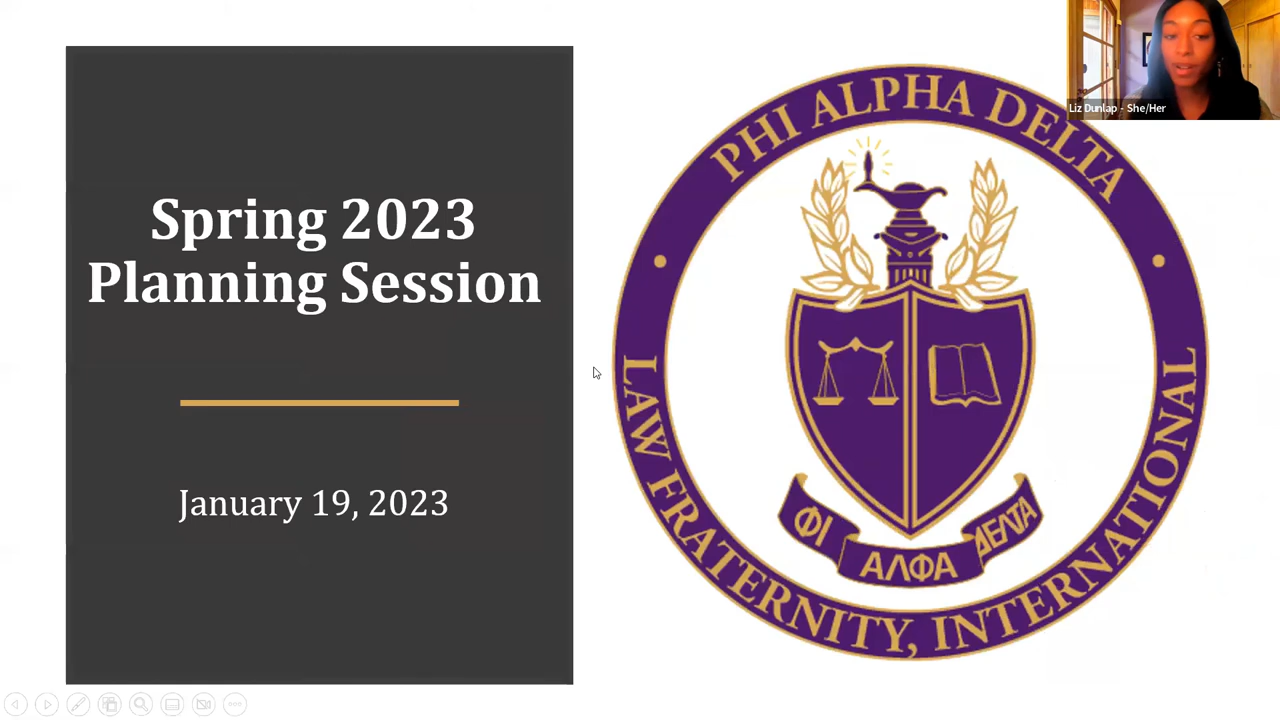 Spring 2023
Planning Session
January 19, 2023
PHI ALPHA DELTA
LAW FRATERNITY, INTERNATIONAL
ΦΙ
ΑΛΦΑ
ΔΕΛΤΑ
Liz Dunlap - She/Her